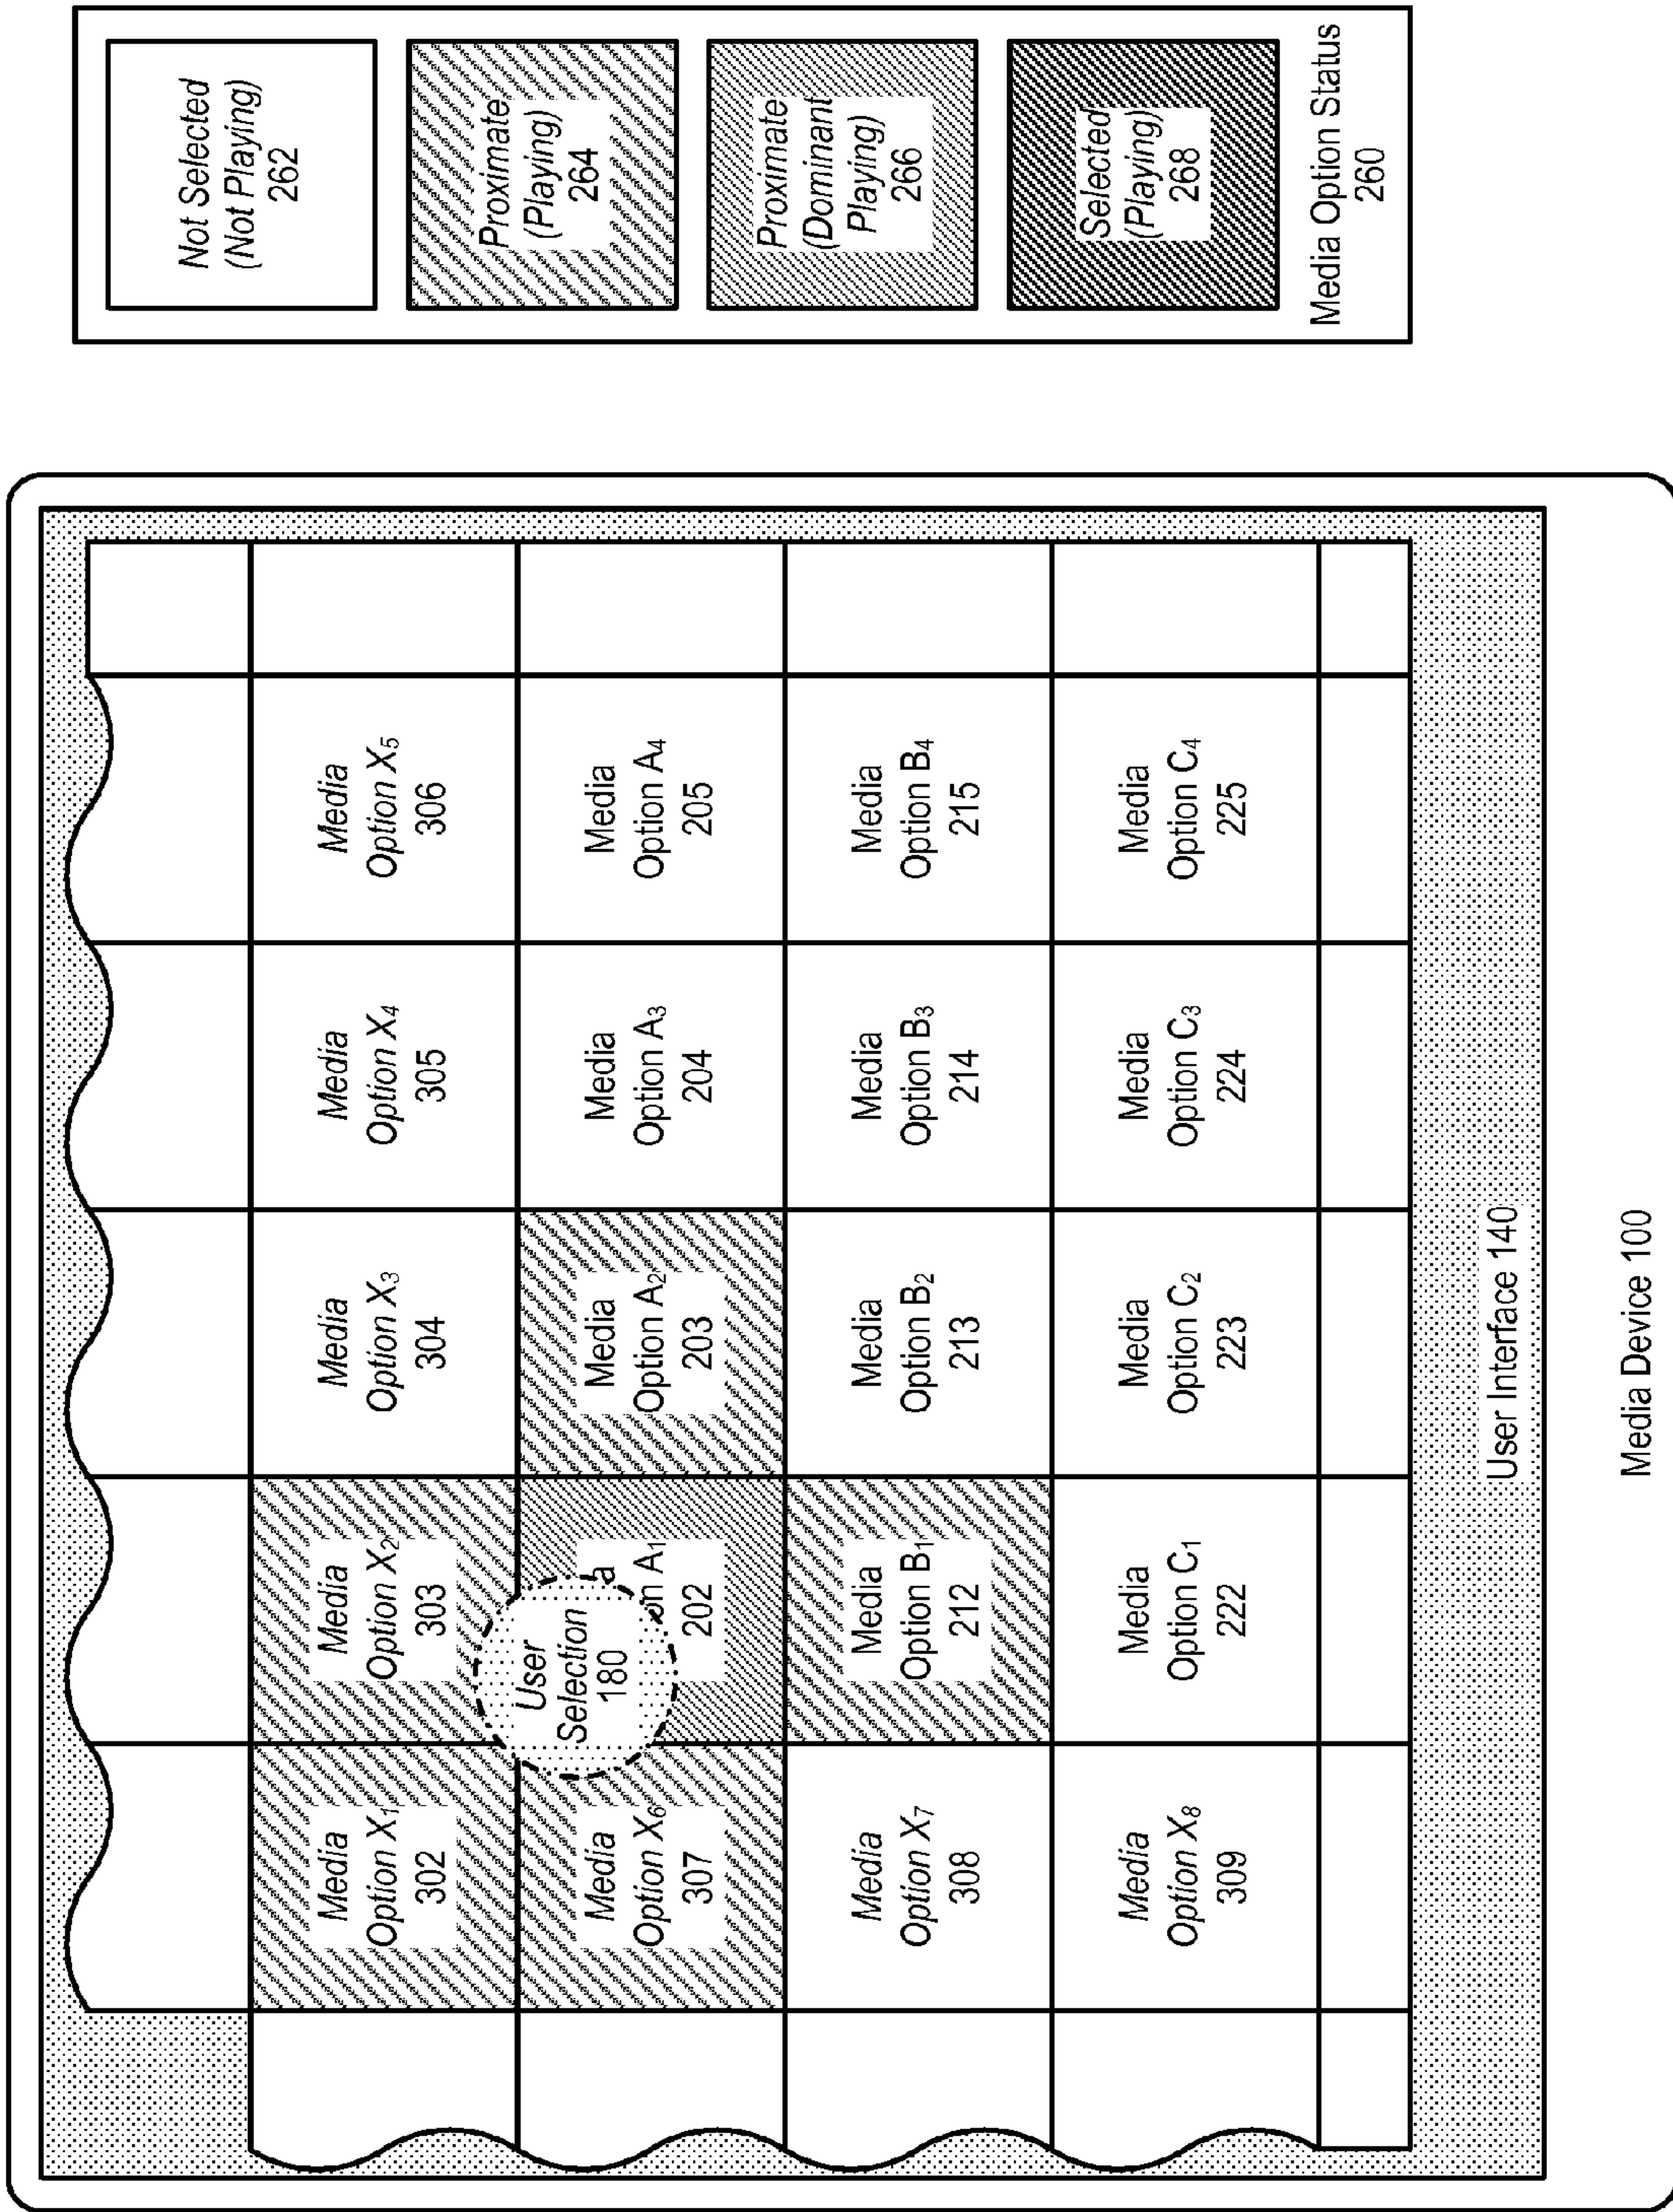 Media
Option X₁
302
Media
Option X₂
303
Media
Option X₃
304
Media
Option X₄
305
Media
Option X₅
306
Media
Option X₆
307
User
Selection
180
A₁
202
Media
Option A₂
203
Media
Option A₃
204
Media
Option A₄
205
Media
Option X₇
308
Media
Option B₁
212
Media
Option B₂
213
Media
Option B₃
214
Media
Option B₄
215
Media
Option X₈
309
Media
Option C₁
222
Media
Option C₂
223
Media
Option C₃
224
Media
Option C₄
225
User Interface 140
Media Device 100
Not Selected
(Not Playing)
262
Proximate
(Playing)
264
Proximate
(Dominant
Playing)
266
Selected
(Playing)
268
Media Option Status
260